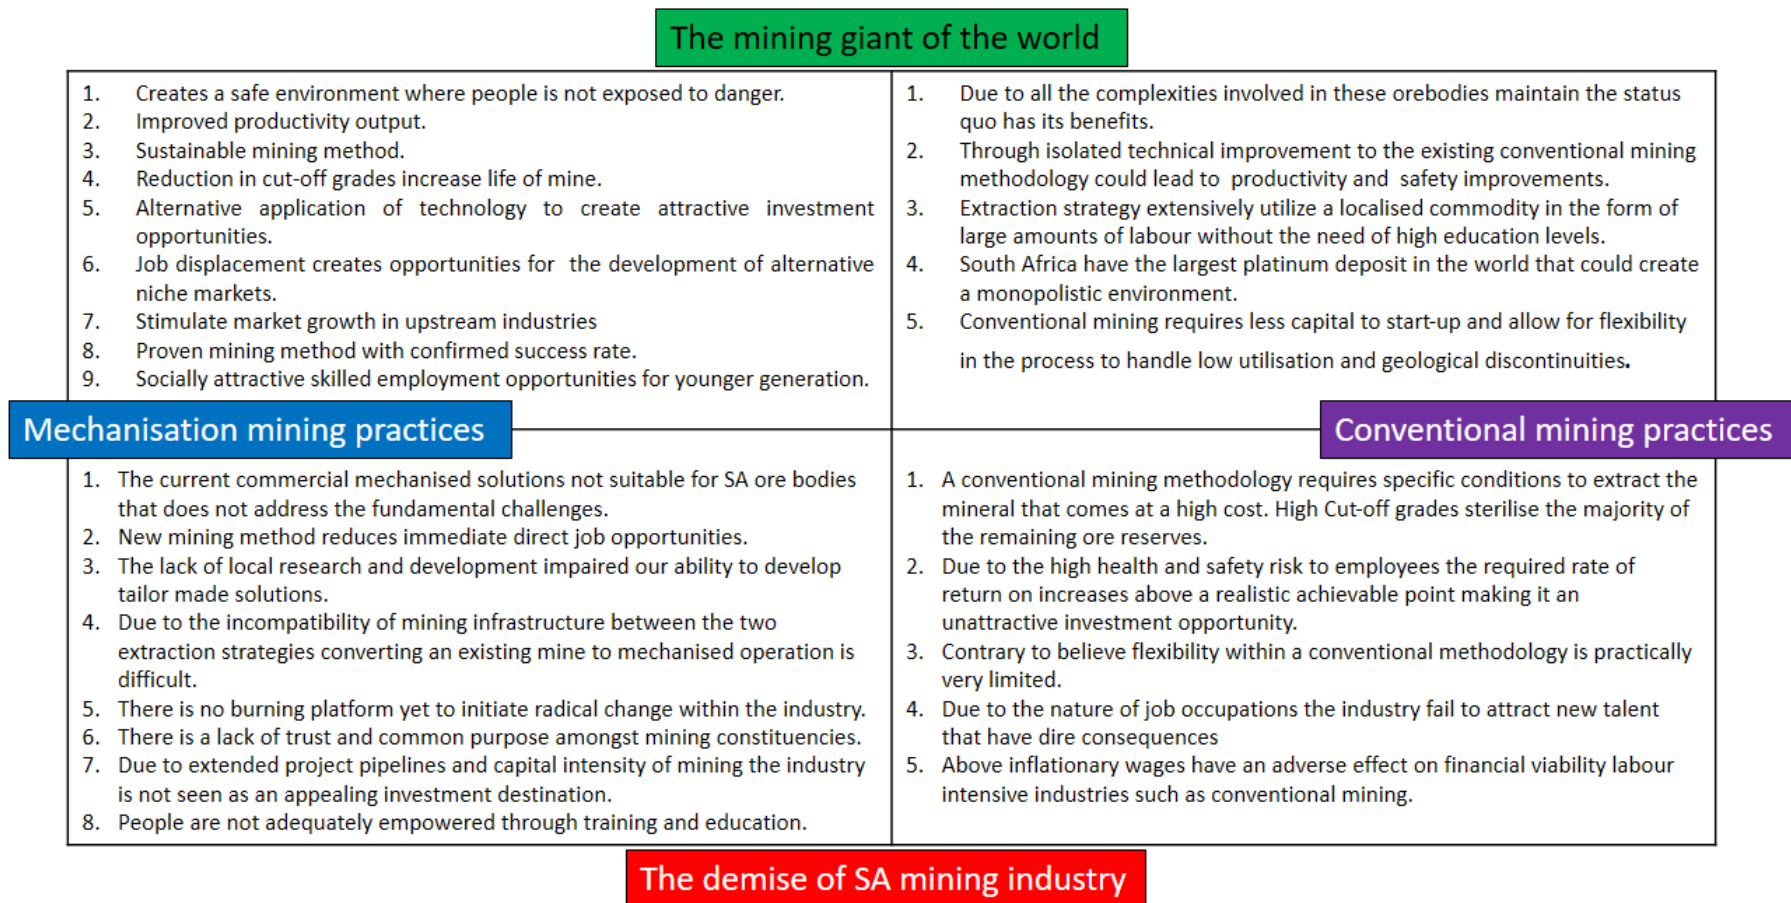 The mining giant of the world
1. Creates a safe environment where people is not exposed to danger.
2. Improved productivity output.
3. Sustainable mining method.
4. Reduction in cut-off grades increase life of mine.
5. Alternative application of technology to create attractive investment
opportunities.
6. Job displacement creates opportunities for the development of alternative
niche markets.
7. Stimulate market growth in upstream industries
8. Proven mining method with confirmed success rate.
9. Socially attractive skilled employment opportunities for younger generation.
1. Due to all the complexities involved in these orebodies maintain the status
quo has its benefits.
2. Through isolated technical improvement to the existing conventional mining
methodology could lead to productivity and safety improvements.
3. Extraction strategy extensively utilize a localised commodity in the form of
large amounts of labour without the need of high education levels.
4. South Africa have the largest platinum deposit in the world that could create
a monopolistic environment.
5. Conventional mining requires less capital to start-up and allow for flexibility
in the process to handle low utilisation and geological discontinuities.
Mechanisation mining practices
Conventional mining practices
1. The current commercial mechanised solutions not suitable for SA ore bodies
that does not address the fundamental challenges.
2. New mining method reduces immediate direct job opportunities.
3. The lack of local research and development impaired our ability to develop
tailor made solutions.
4. Due to the incompatibility of mining infrastructure between the two
extraction strategies converting an existing mine to mechanised operation is
difficult.
5. There is no burning platform yet to initiate radical change within the industry.
6. There is a lack of trust and common purpose amongst mining constituencies.
7. Due to extended project pipelines and capital intensity of mining the industry
is not seen as an appealing investment destination.
8. People are not adequately empowered through training and education.
1. A conventional mining methodology requires specific conditions to extract the
mineral that comes at a high cost. High Cut-off grades sterilise the majority of
the remaining ore reserves.
2. Due to the high health and safety risk to employees the required rate of
return on increases above a realistic achievable point making it an
unattractive investment opportunity.
3. Contrary to believe flexibility within a conventional methodology is practically
very limited.
4. Due to the nature of job occupations the industry fail to attract new talent
that have dire consequences
5. Above inflationary wages have an adverse effect on financial viability labour
intensive industries such as conventional mining.
The demise of SA mining industry